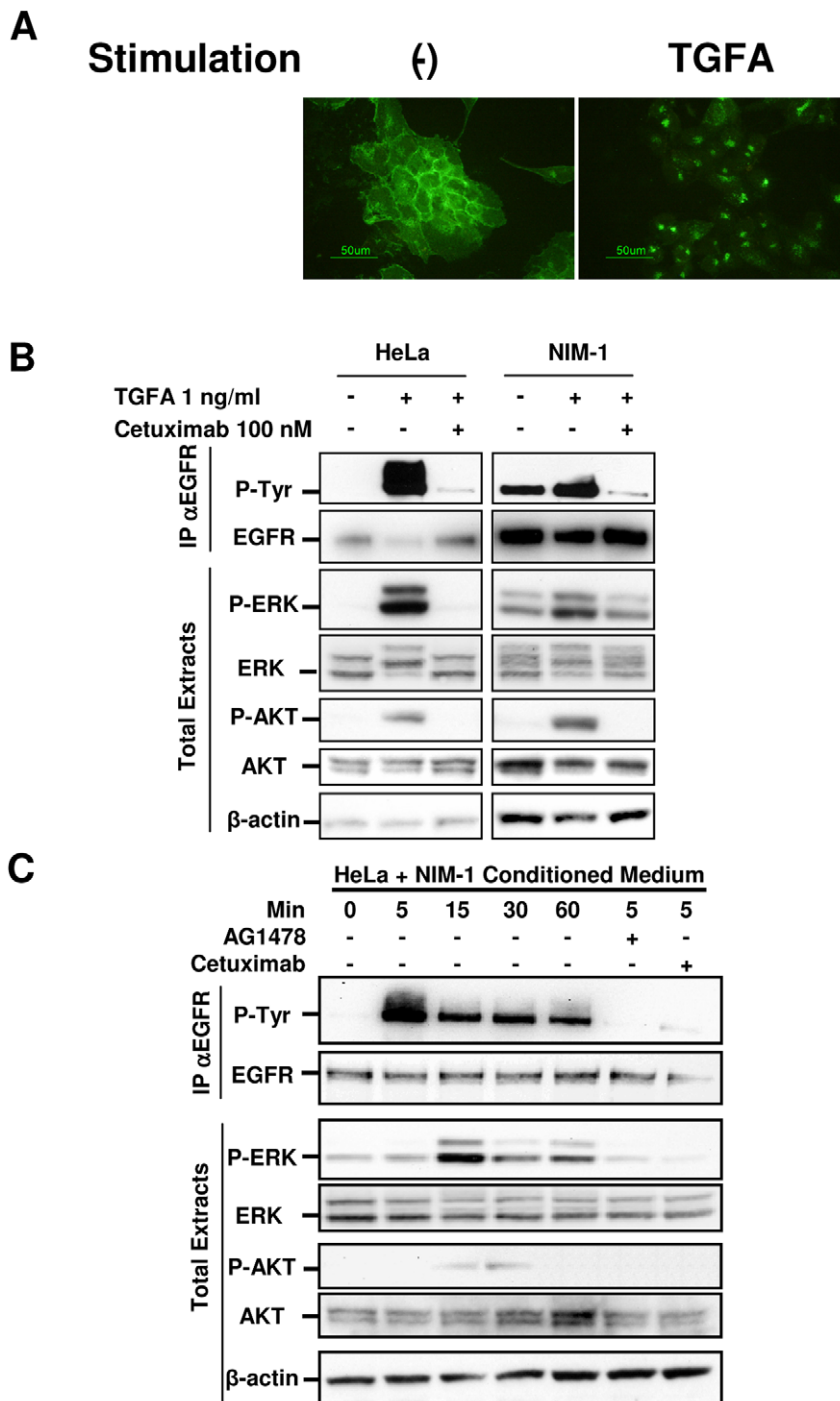 A
Stimulation (-) TGFA
50um 50um
B
HeLa NIM-1
TGFA 1 ng/ml - + + - + +
Cetuximab 100 nM - - + - - +
IP αEGFR
P-Tyr
EGFR
Total Extracts
P-ERK
ERK
P-AKT
AKT
β-actin
C
HeLa + NIM-1 Conditioned Medium
Min 0 5 15 30 60 5 5
AG1478 - - - - - + -
Cetuximab - - - - - - +
IP αEGFR
P-Tyr
EGFR
Total Extracts
P-ERK
ERK
P-AKT
AKT
β-actin